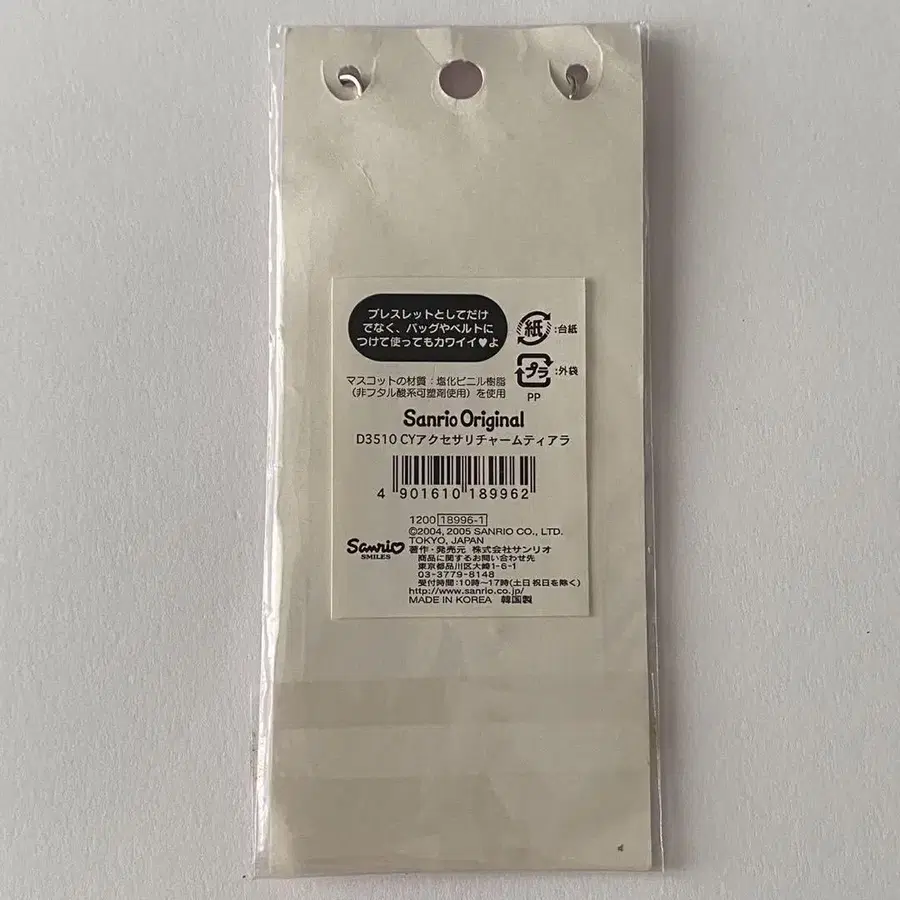 ブレスレットとしてだけ
でなく、バッグやベルトに
つけて使ってもカワイイ♥よ
紙:台紙
プラ:外袋
PP
マスコットの材質:塩化ビニル樹脂
(非フタル酸系可塑剤使用)を使用
Sanrio Original
D3510 CYアクセサリチャームティアラ
4 901610 189962
1200 18996-1
©2004, 2005 SANRIO CO., LTD.
TOKYO, JAPAN
Sanrio SMILES
著作・発売元 株式会社サンリオ
商品に関するお問い合わせ先
東京都品川区大崎1-6-1
03-3779-8148
受付時間:10時〜17時(土日祝日を除く)
http://www.sanrio.co.jp/
MADE IN KOREA 韓国製